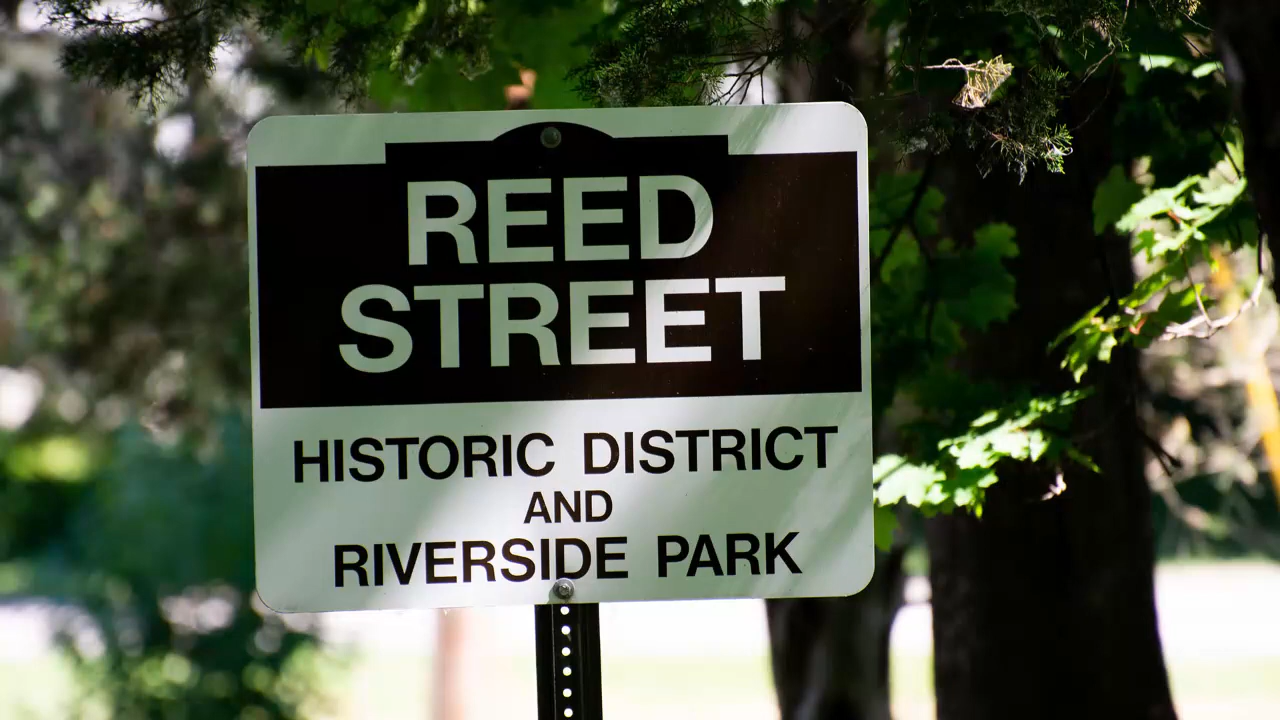 REED
STREET
HISTORIC DISTRICT
AND
RIVERSIDE PARK